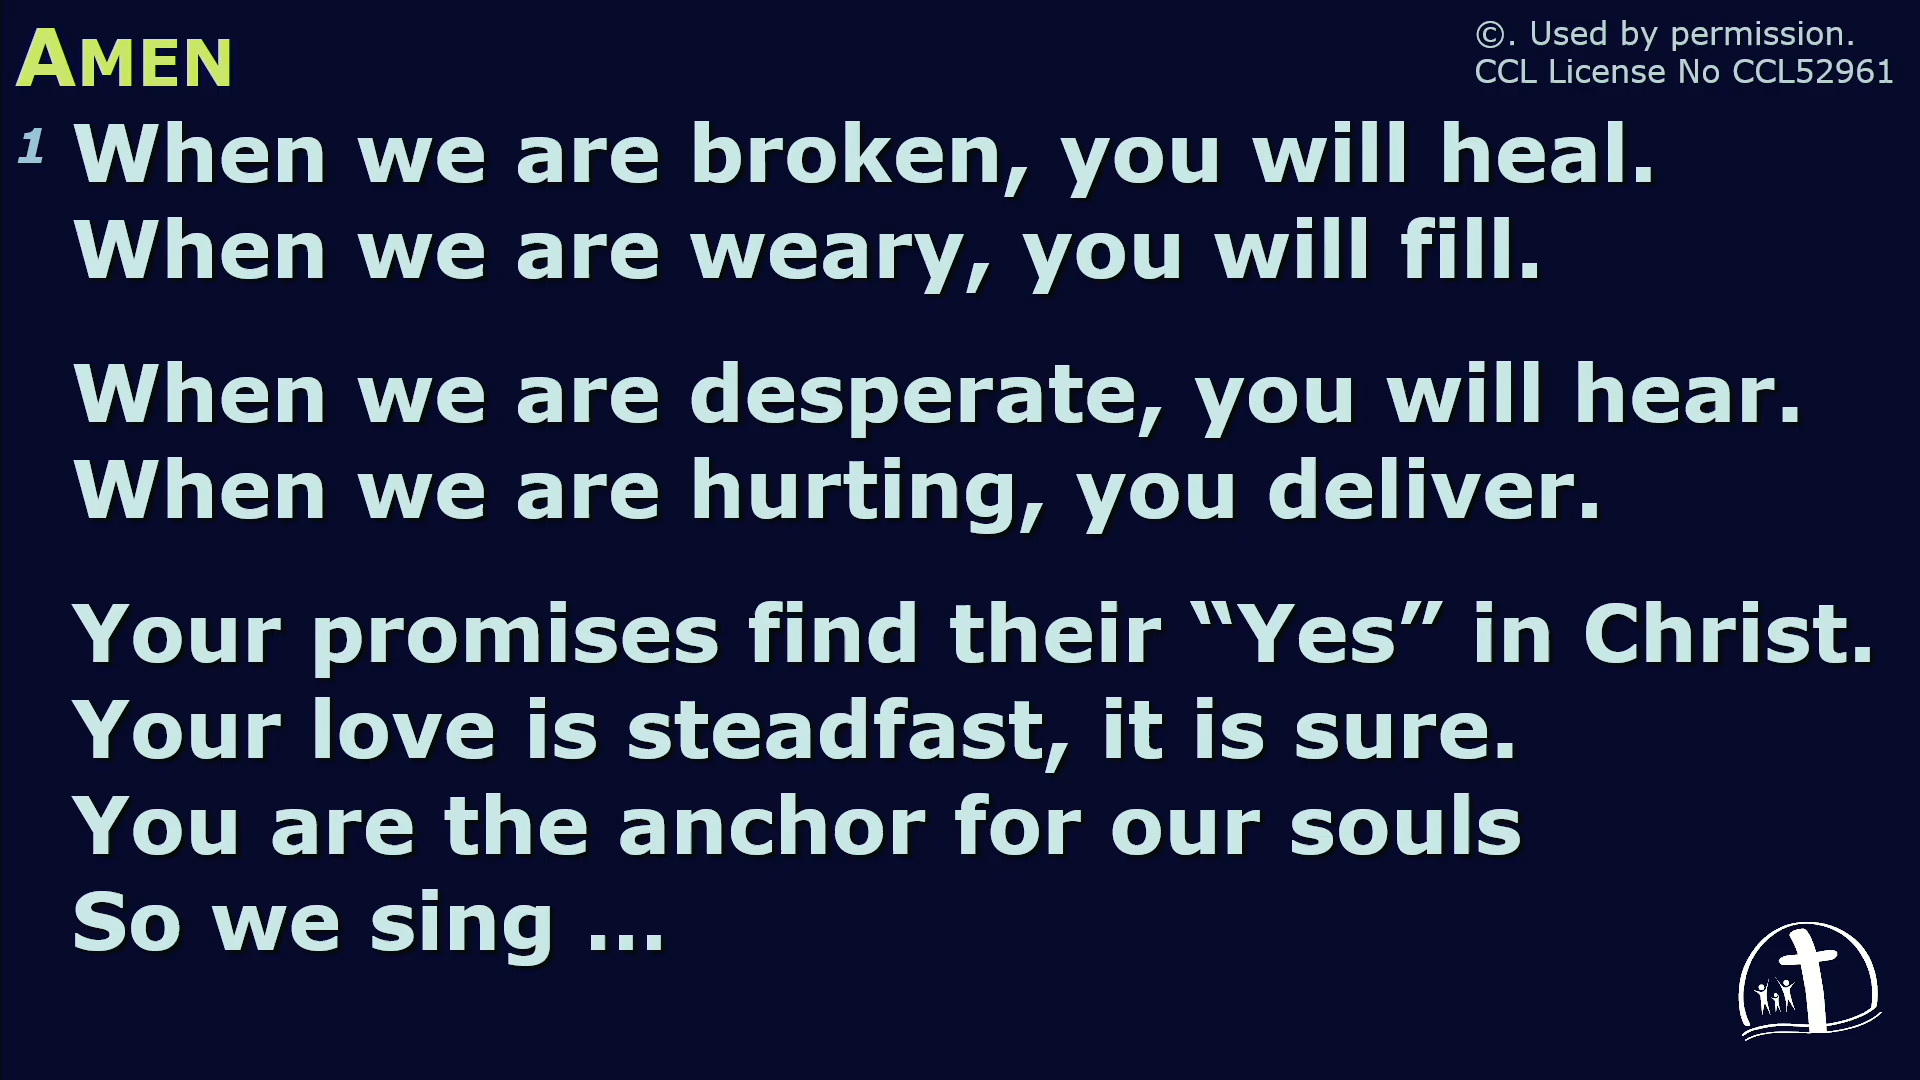 AMEN
©. Used by permission.
CCL License No CCL52961
1 When we are broken, you will heal.
When we are weary, you will fill.
When we are desperate, you will hear.
When we are hurting, you deliver.
Your promises find their “Yes” in Christ.
Your love is steadfast, it is sure.
You are the anchor for our souls
So we sing ...